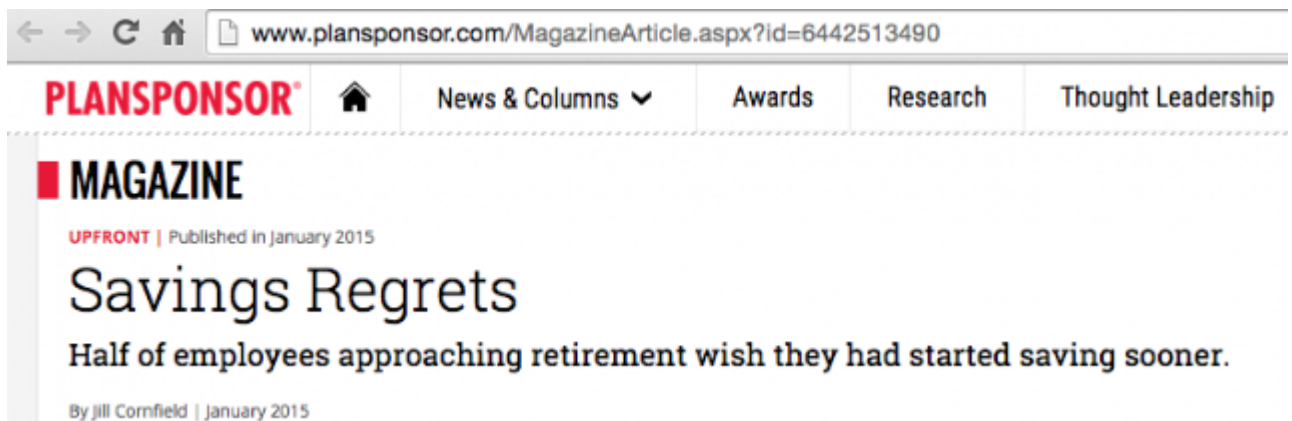 www.plansponsor.com/MagazineArticle.aspx?id=6442513490
PLANSPONSOR® News & Columns Awards Research Thought Leadership
MAGAZINE
UPFRONT | Published in January 2015
Savings Regrets
Half of employees approaching retirement wish they had started saving sooner.
By Jill Cornfield | January 2015